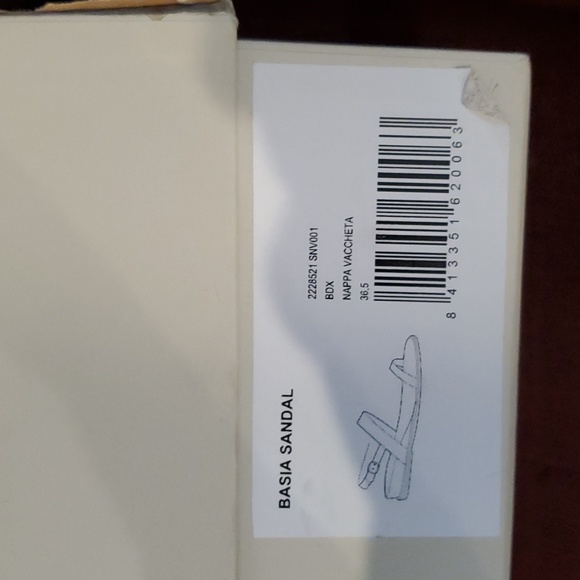 BASIA SANDAL
2228521 SNV001
BDX
NAPPA VACCHETA
36.5
8 413351 620063